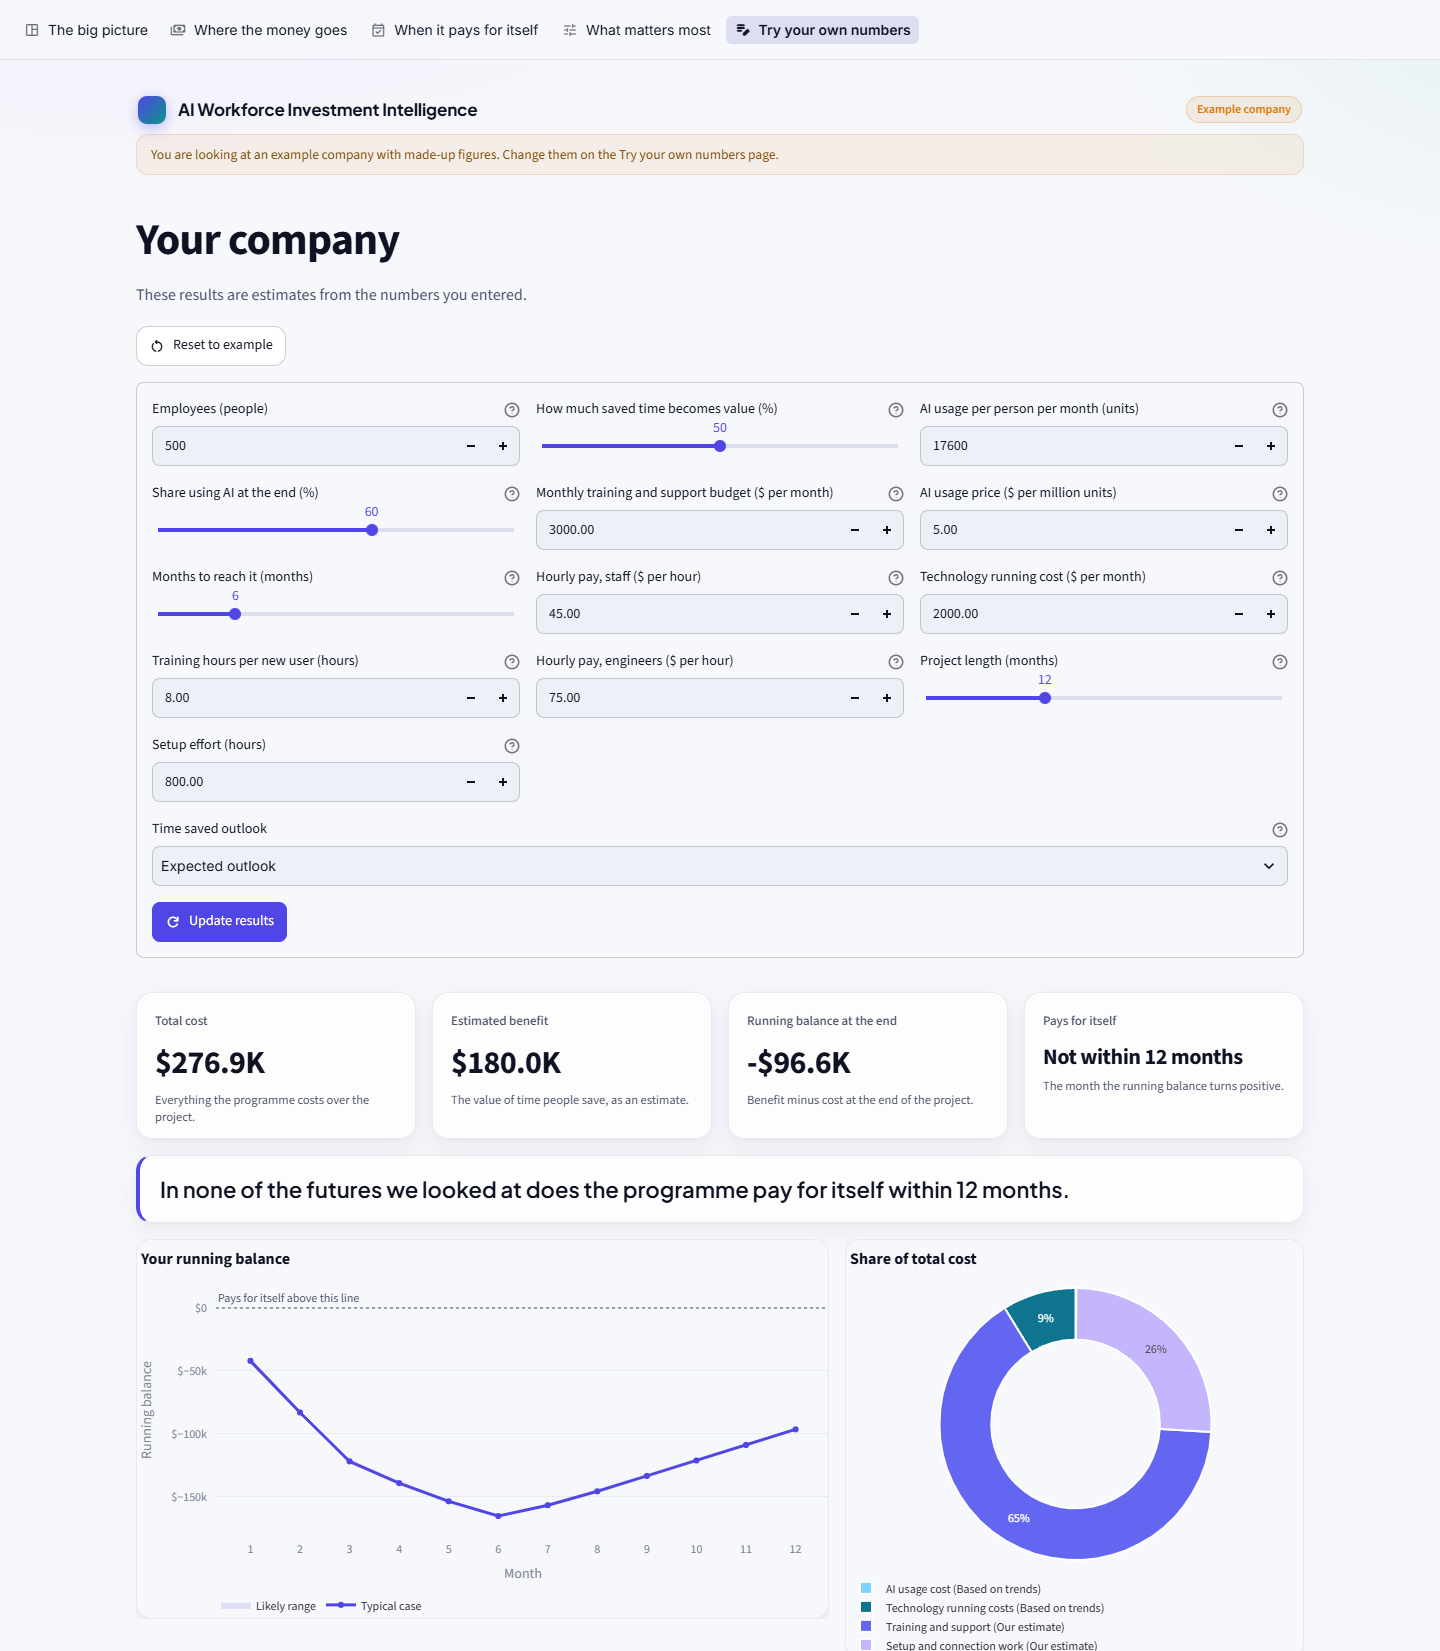 The big picture
Where the money goes
When it pays for itself
What matters most
Try your own numbers
AI Workforce Investment Intelligence
Example company
You are looking at an example company with made-up figures. Change them on the Try your own numbers page.
Your company
These results are estimates from the numbers you entered.
Reset to example
Employees (people)
500
How much saved time becomes value (%)
50
AI usage per person per month (units)
17600
Share using AI at the end (%)
60
Monthly training and support budget ($ per month)
3000.00
AI usage price ($ per million units)
5.00
Months to reach it (months)
6
Hourly pay, staff ($ per hour)
45.00
Technology running cost ($ per month)
2000.00
Training hours per new user (hours)
8.00
Hourly pay, engineers ($ per hour)
75.00
Project length (months)
12
Setup effort (hours)
800.00
Time saved outlook
Expected outlook
Update results
Total cost
$276.9K
Everything the programme costs over the
project.
Estimated benefit
$180.0K
The value of time people save, as an estimate.
Running balance at the end
-$96.6K
Benefit minus cost at the end of the project.
Pays for itself
Not within 12 months
The month the running balance turns positive.
In none of the futures we looked at does the programme pay for itself within 12 months.
Your running balance
Pays for itself above this line
$0
$−50k
$−100k
$−150k
Running balance
1 2 3 4 5 6 7 8 9 10 11 12
Month
Likely range
Typical case
Share of total cost
9%
26%
65%
AI usage cost (Based on trends)
Technology running costs (Based on trends)
Training and support (Our estimate)
Setup and connection work (Our estimate)